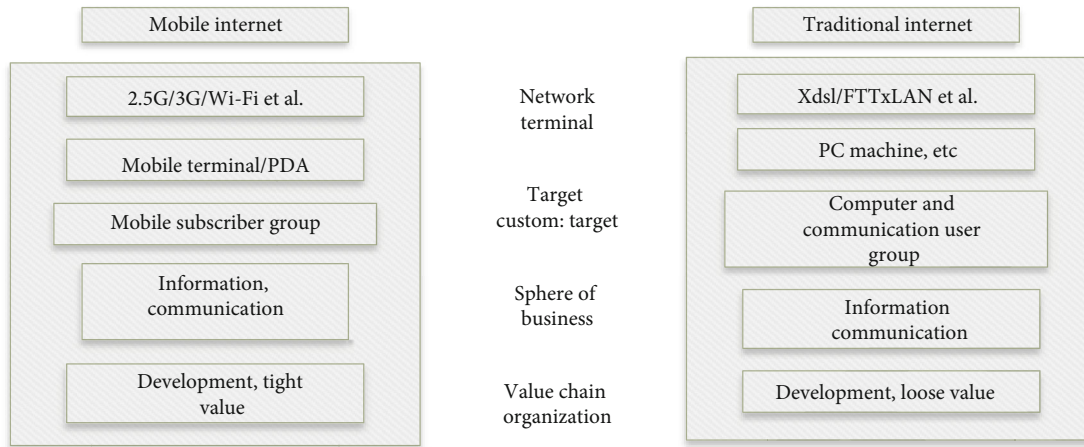 Mobile internet
2.5G/3G/Wi-Fi et al.
Mobile terminal/PDA
Mobile subscriber group
Information,
communication
Development, tight
value
Network
terminal
Target
custom: target
Sphere of
business
Value chain
organization
Traditional internet
Xdsl/FTTxLAN et al.
PC machine, etc
Computer and
communication user
group
Information
communication
Development, loose value